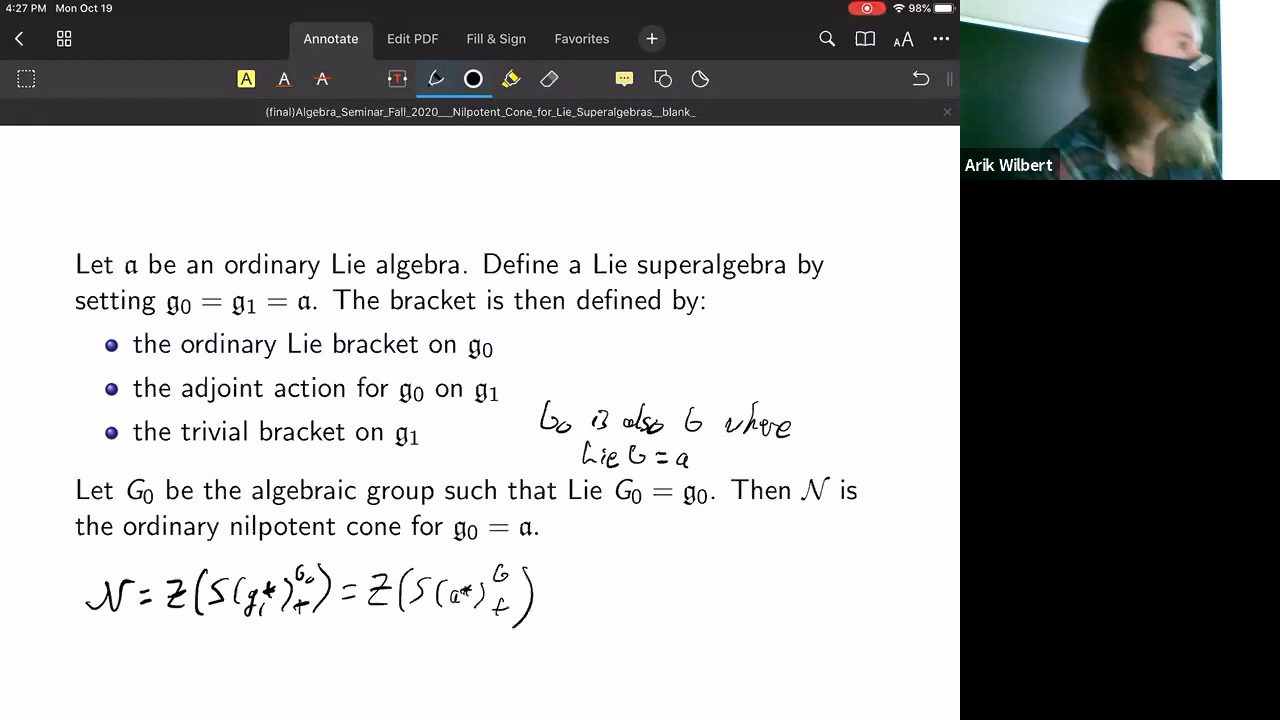 4:27 PM Mon Oct 19
98%
Annotate Edit PDF Fill & Sign Favorites
(final)Algebra_Seminar_Fall_2020___Nilpotent_Cone_for_Lie_Superalgebras__blank_
Arik Wilbert
Let 𝔞 be an ordinary Lie algebra. Define a Lie superalgebra by
setting 𝔤₀ = 𝔤₁ = 𝔞. The bracket is then defined by:
• the ordinary Lie bracket on 𝔤₀
• the adjoint action for 𝔤₀ on 𝔤₁
• the trivial bracket on 𝔤₁
G₀ is also G where
Lie G = a
Let G₀ be the algebraic group such that Lie G₀ = 𝔤₀. Then 𝒩 is
the ordinary nilpotent cone for 𝔤₀ = 𝔞.
𝒩 = Z(S(g₁*)₊^G₀) = Z(S(a*)₊^G)